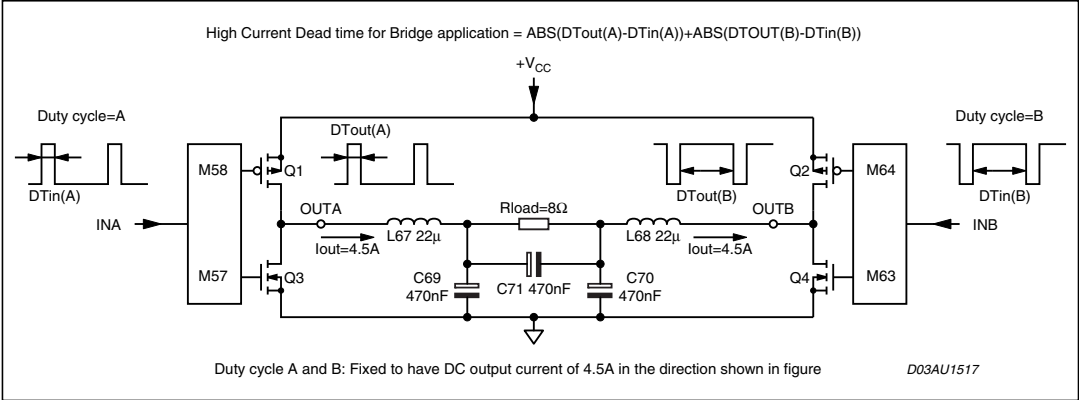 High Current Dead time for Bridge application = ABS(DTout(A)-DTin(A))+ABS(DTOUT(B)-DTin(B))
+VCC
Duty cycle=A
DTin(A)
INA
M58
M57
Q1
Q3
DTout(A)
OUTA
Iout=4.5A
L67 22µ
Rload=8Ω
C69
470nF
C71 470nF
C70
470nF
L68 22µ
DTout(B)
OUTB
Iout=4.5A
Q2
Q4
M64
M63
Duty cycle=B
DTin(B)
INB
Duty cycle A and B: Fixed to have DC output current of 4.5A in the direction shown in figure
D03AU1517